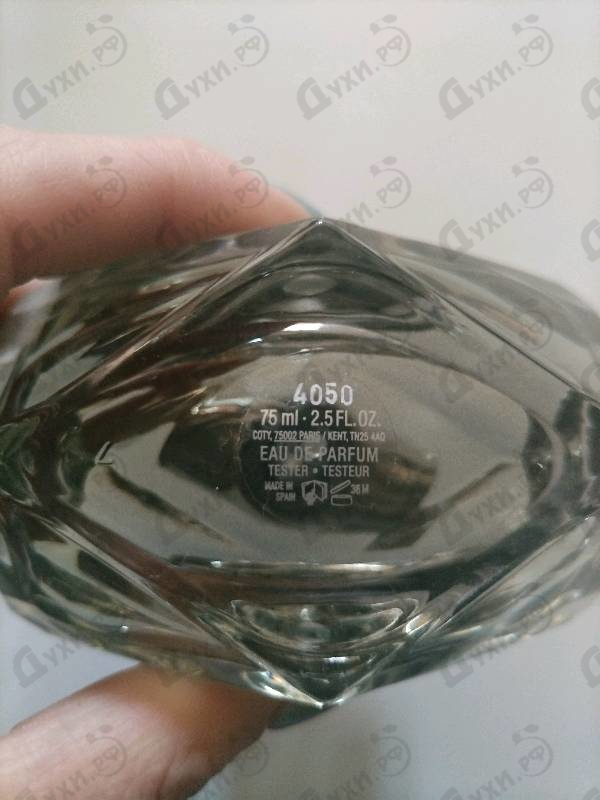 4050
75 ml · 2.5 FL.OZ.
COTY, 75002 PARIS / KENT, TN25 4AQ
EAU DE PARFUM
TESTER • TESTEUR
MADE IN
SPAIN
36 M
Духи.рф